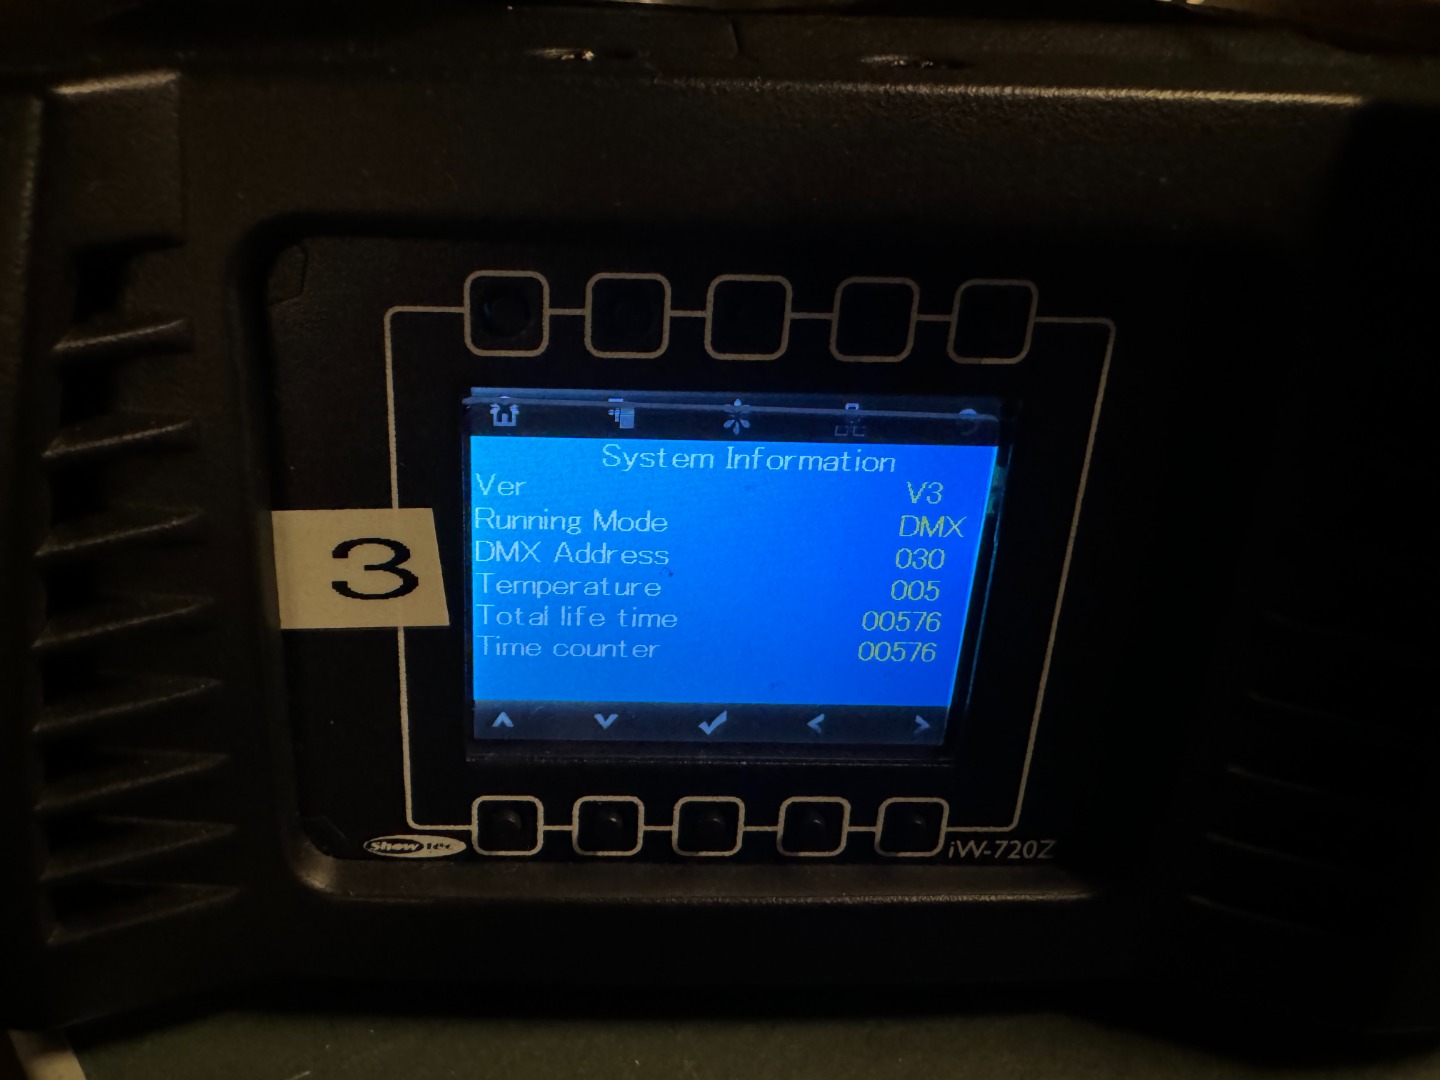 System Information
Ver V3
Running Mode DMX
DMX Address 030
Temperature 005
Total life time 00576
Time counter 00576
3
Showtec
iW-720Z